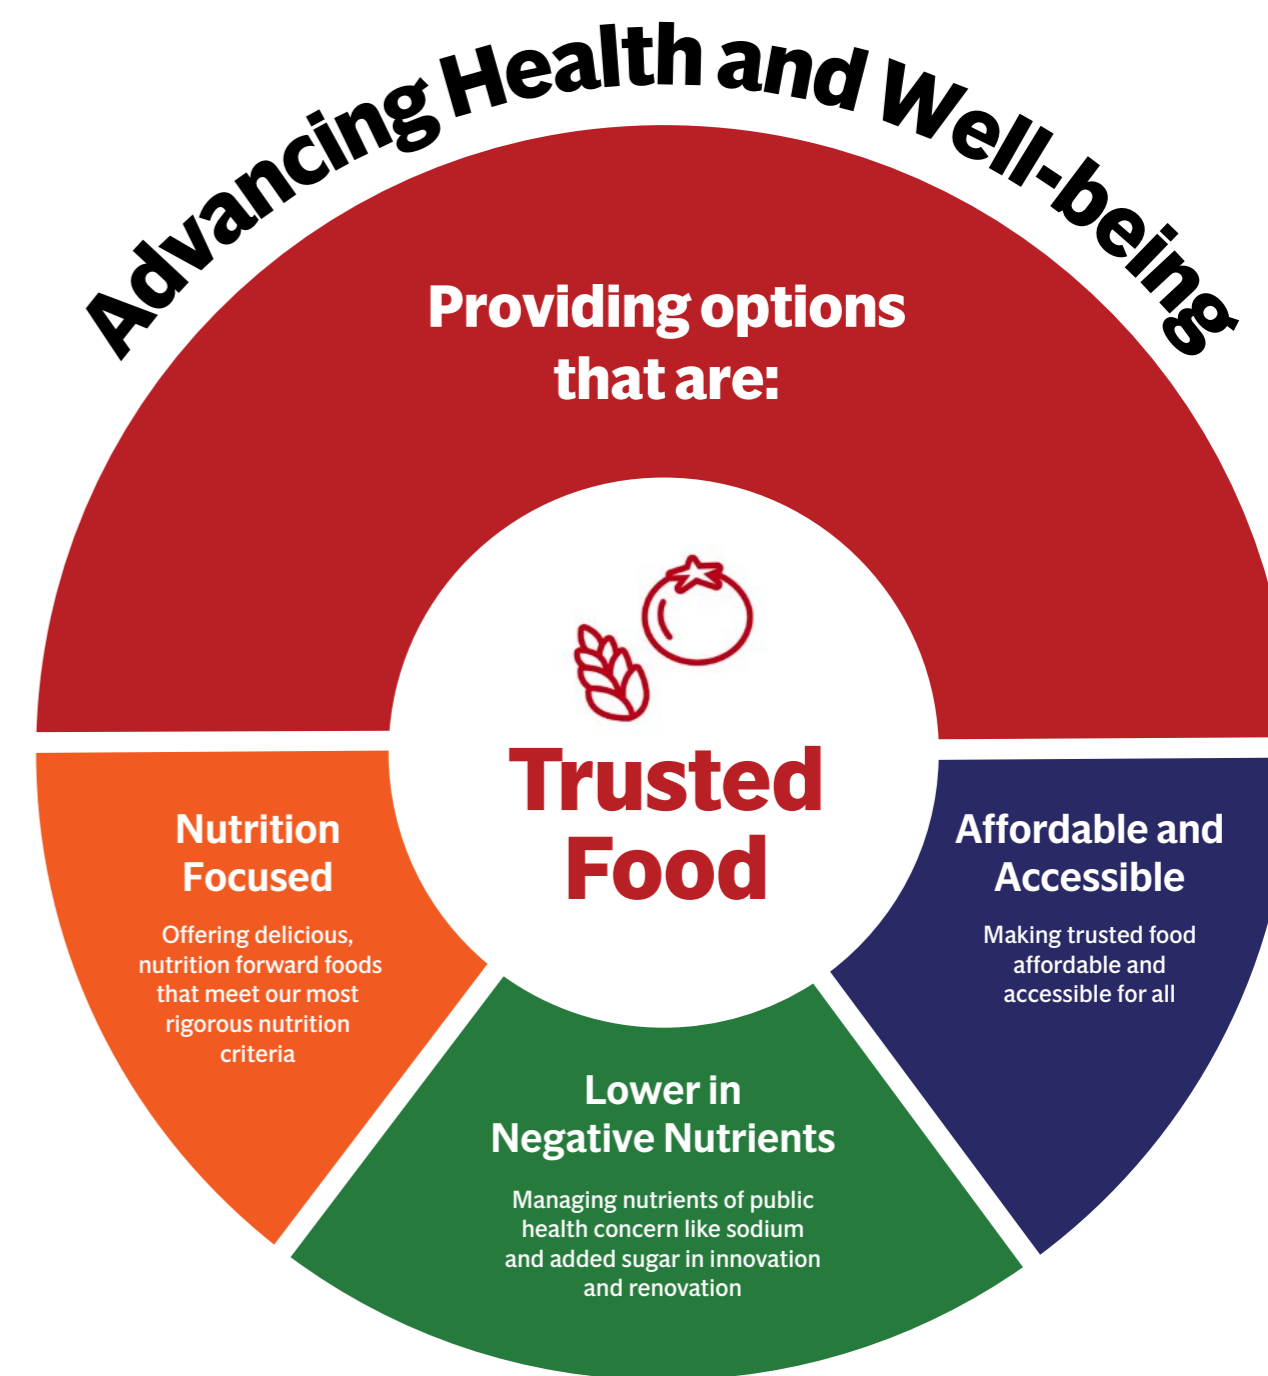 Advancing Health and Well-being
Providing options
that are:
Trusted
Food
Nutrition
Focused
Offering delicious,
nutrition forward foods
that meet our most
rigorous nutrition
criteria
Lower in
Negative Nutrients
Managing nutrients of public
health concern like sodium
and added sugar in innovation
and renovation
Affordable and
Accessible
Making trusted food
affordable and
accessible for all